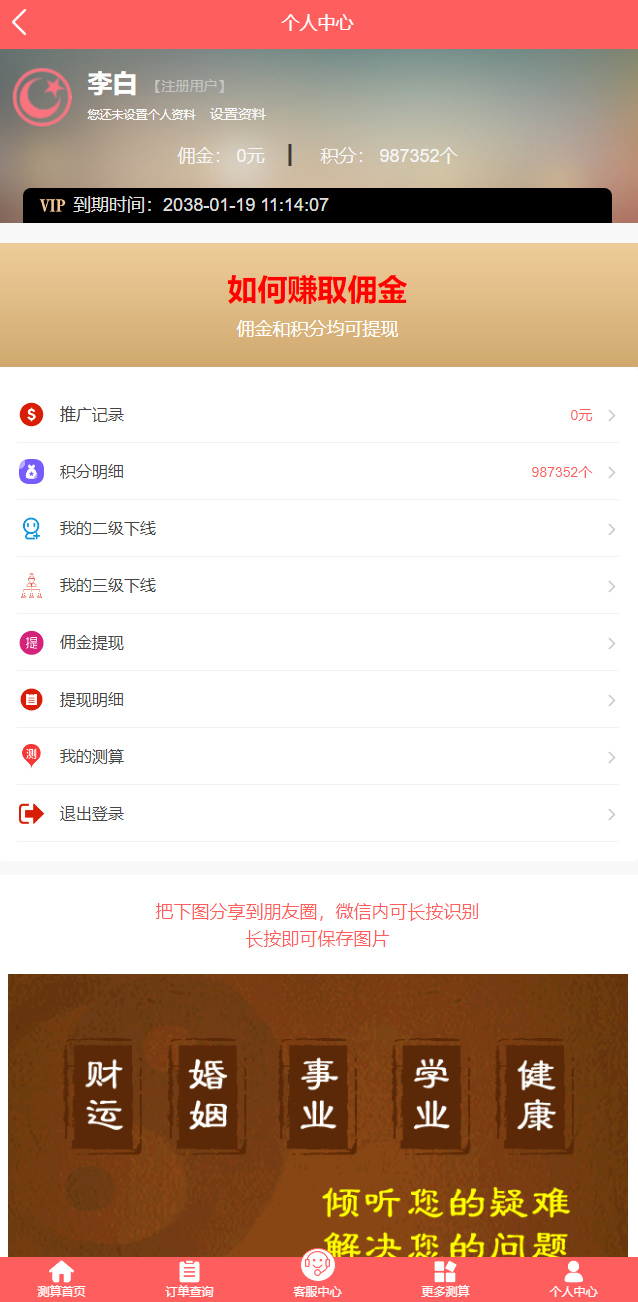 个人中心
李白 【注册用户】
您还未设置个人资料 设置资料
佣金： 0元 | 积分： 987352个
VIP 到期时间：2038-01-19 11:14:07
如何赚取佣金
佣金和积分均可提现
推广记录 0元
积分明细 987352个
我的二级下线
我的三级下线
提 佣金提现
提现明细
测 我的测算
退出登录
把下图分享到朋友圈，微信内可长按识别
长按即可保存图片
财运 婚姻 事业 学业 健康
倾听您的疑难
解决您的问题
测算首页 订单查询 客服中心 更多测算 个人中心